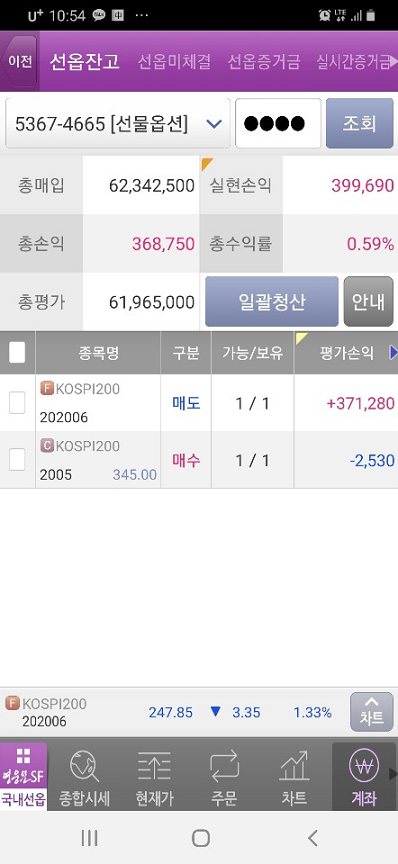 U+ 10:54 中 ··· LTE
이전 선옵잔고 선옵미체결 선옵증거금 실시간증거금
5367-4665 [선물옵션] ●●●● 조회
총매입 62,342,500 실현손익 399,690
총손익 368,750 총수익률 0.59%
총평가 61,965,000 일괄청산 안내
종목명 구분 가능/보유 평가손익
F KOSPI200
202006 매도 1 / 1 +371,280
C KOSPI200
2005 345.00 매수 1 / 1 -2,530
F KOSPI200
202006 247.85 ▼ 3.35 1.33% 차트
영웅문SF
국내선옵 종합시세 현재가 주문 차트 계좌